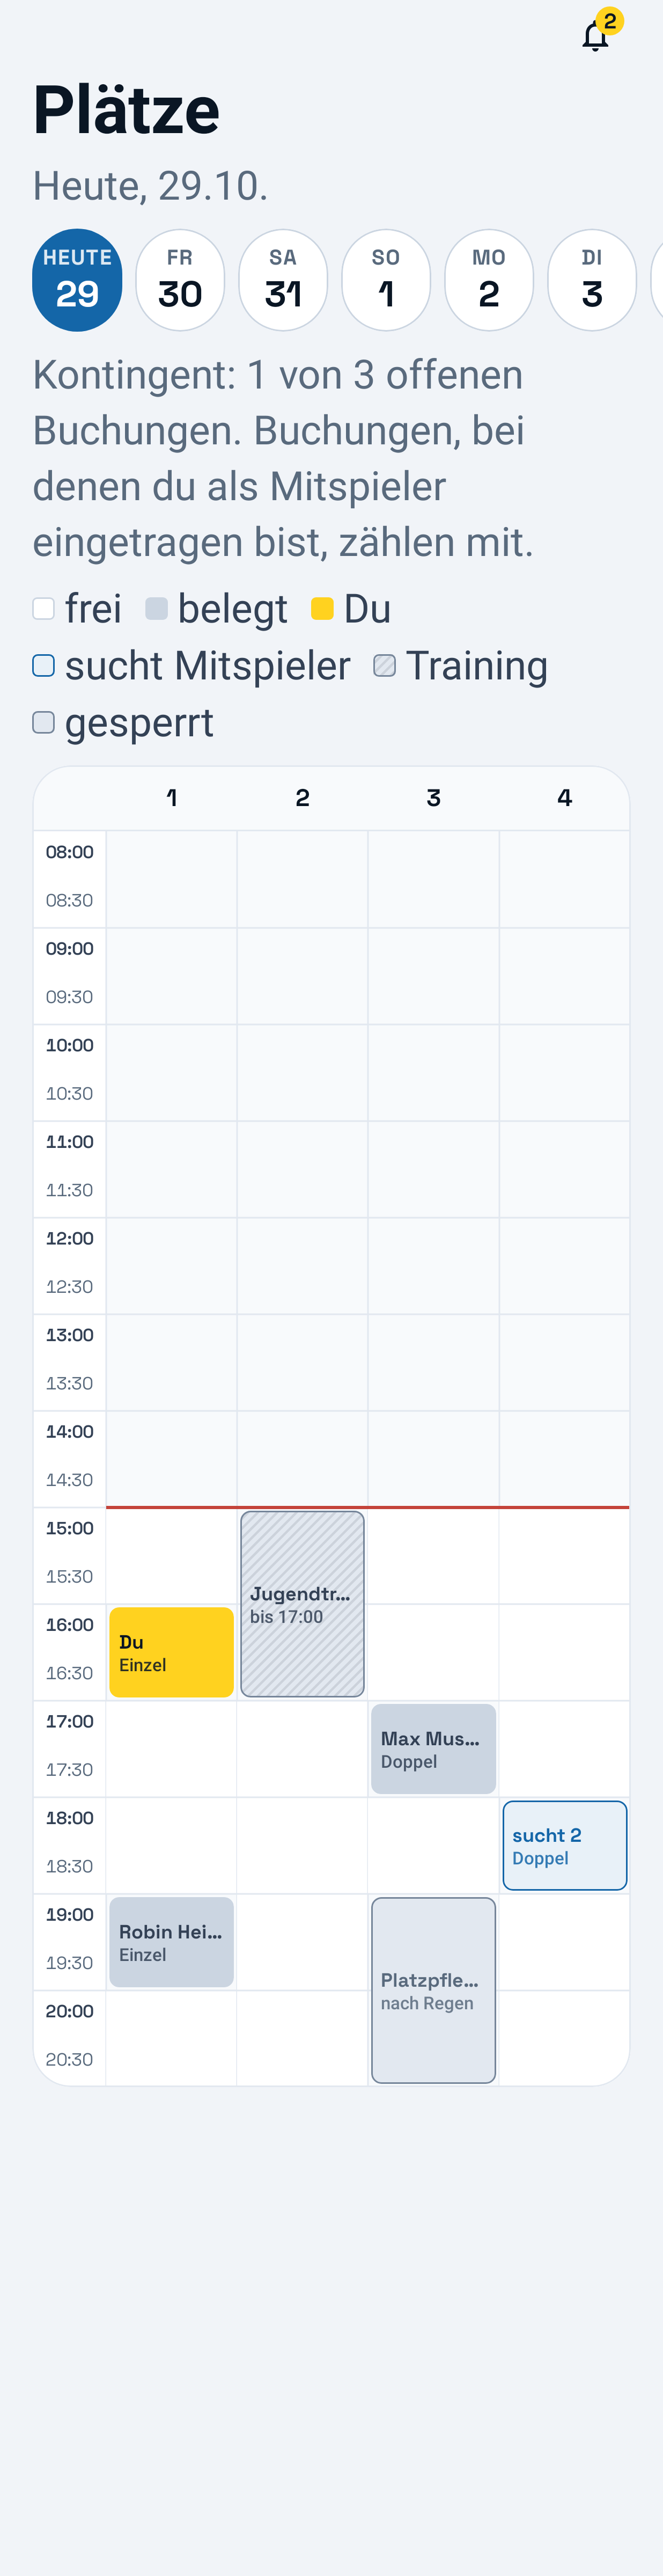 2
Plätze
Heute, 29.10.
HEUTE FR SA SO MO DI
29 30 31 1 2 3
Kontingent: 1 von 3 offenen
Buchungen. Buchungen, bei
denen du als Mitspieler
eingetragen bist, zählen mit.
frei belegt Du
sucht Mitspieler Training
gesperrt
1 2 3 4
08:00
08:30
09:00
09:30
10:00
10:30
11:00
11:30
12:00
12:30
13:00
13:30
14:00
14:30
15:00
15:30
Jugendtr...
bis 17:00
16:00
Du
Einzel
16:30
17:00
Max Mus...
Doppel
17:30
18:00
sucht 2
Doppel
18:30
19:00
Robin Hei...
Einzel
19:30
Platzpfle...
nach Regen
20:00
20:30